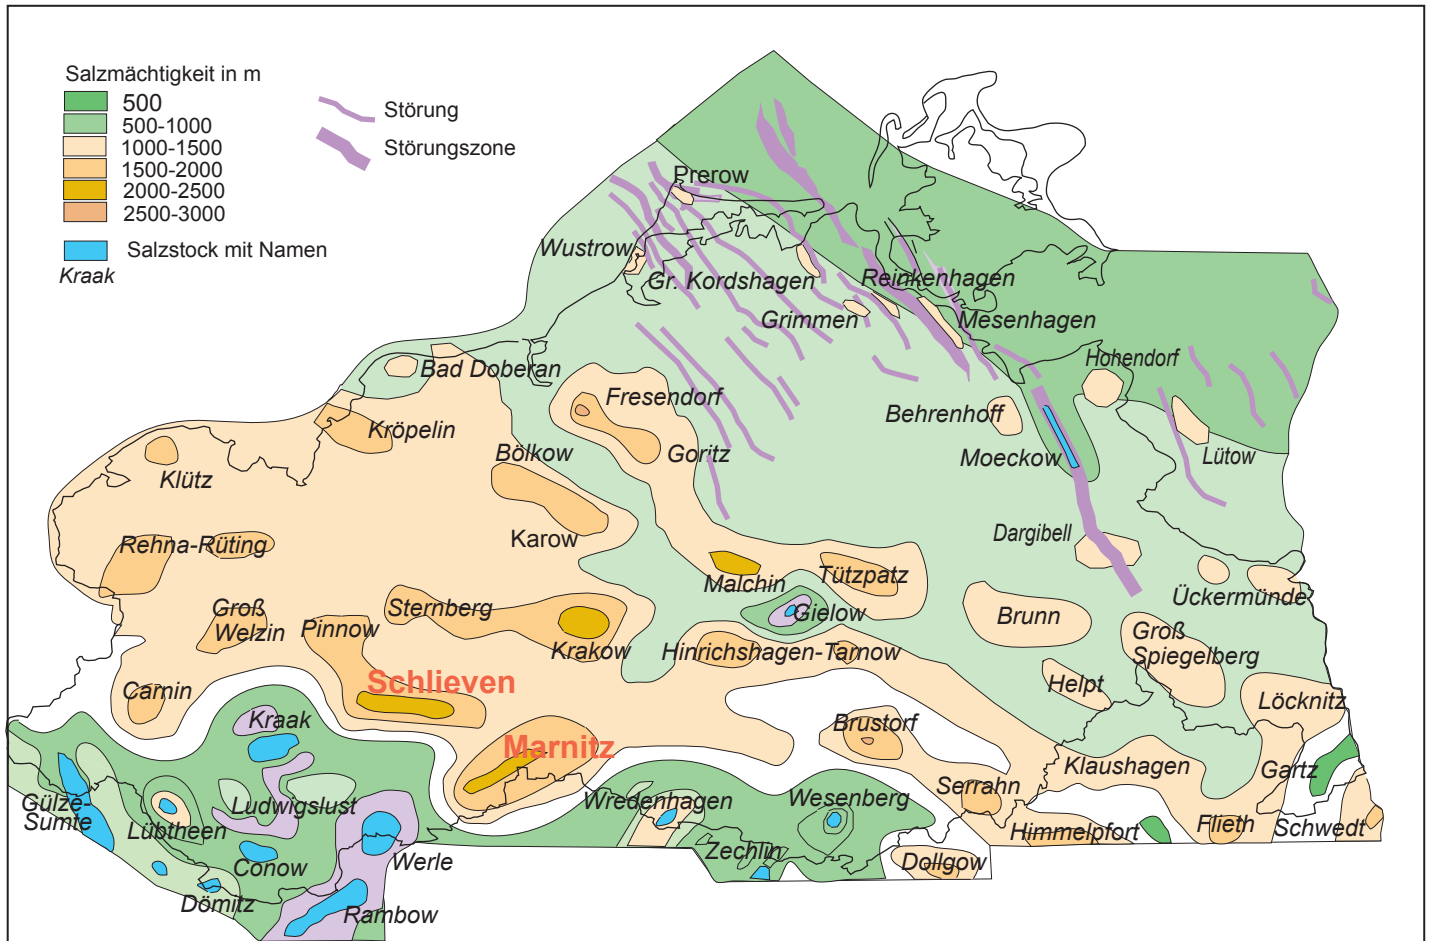 Salzmächtigkeit in m
500
500-1000
1000-1500
1500-2000
2000-2500
2500-3000
Salzstock mit Namen
Kraak
Störung
Störungszone
Prerow
Wustrow
Gr. Kordshagen
Reinkenhagen
Grimmen
Mesenhagen
Hohendorf
Bad Doberan
Fresendorf
Behrenhoff
Kröpelin
Bölkow
Goritz
Moeckow
Lütow
Klütz
Karow
Dargibell
Rehna-Rüting
Malchin
Tützpatz
Ückermünde
Groß
Welzin
Pinnow
Sternberg
Gielow
Brunn
Groß
Spiegelberg
Krakow
Hinrichshagen-Tarnow
Schlieven
Carnin
Helpt
Löcknitz
Kraak
Marnitz
Brustorf
Klaushagen
Gartz
Serrahn
Gülze-
Sumte
Lübtheen
Ludwigslust
Wredenhagen
Wesenberg
Himmelpfort
Flieth
Schwedt
Zechlin
Dollgow
Conow
Werle
Dömitz
Rambow